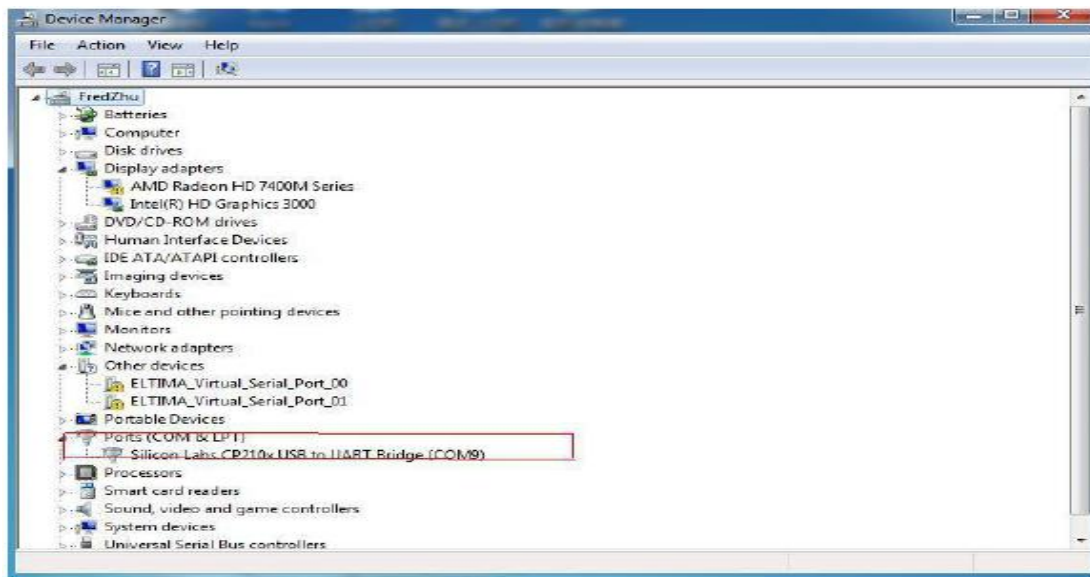 Device Manager
File Action View Help
FredZhu
Batteries
Computer
Disk drives
Display adapters
AMD Radeon HD 7400M Series
Intel(R) HD Graphics 3000
DVD/CD-ROM drives
Human Interface Devices
IDE ATA/ATAPI controllers
Imaging devices
Keyboards
Mice and other pointing devices
Monitors
Network adapters
Other devices
ELTIMA_Virtual_Serial_Port_00
ELTIMA_Virtual_Serial_Port_01
Portable Devices
Ports (COM & LPT)
Silicon Labs CP210x USB to UART Bridge (COM9)
Processors
Smart card readers
Sound, video and game controllers
System devices
Universal Serial Bus controllers